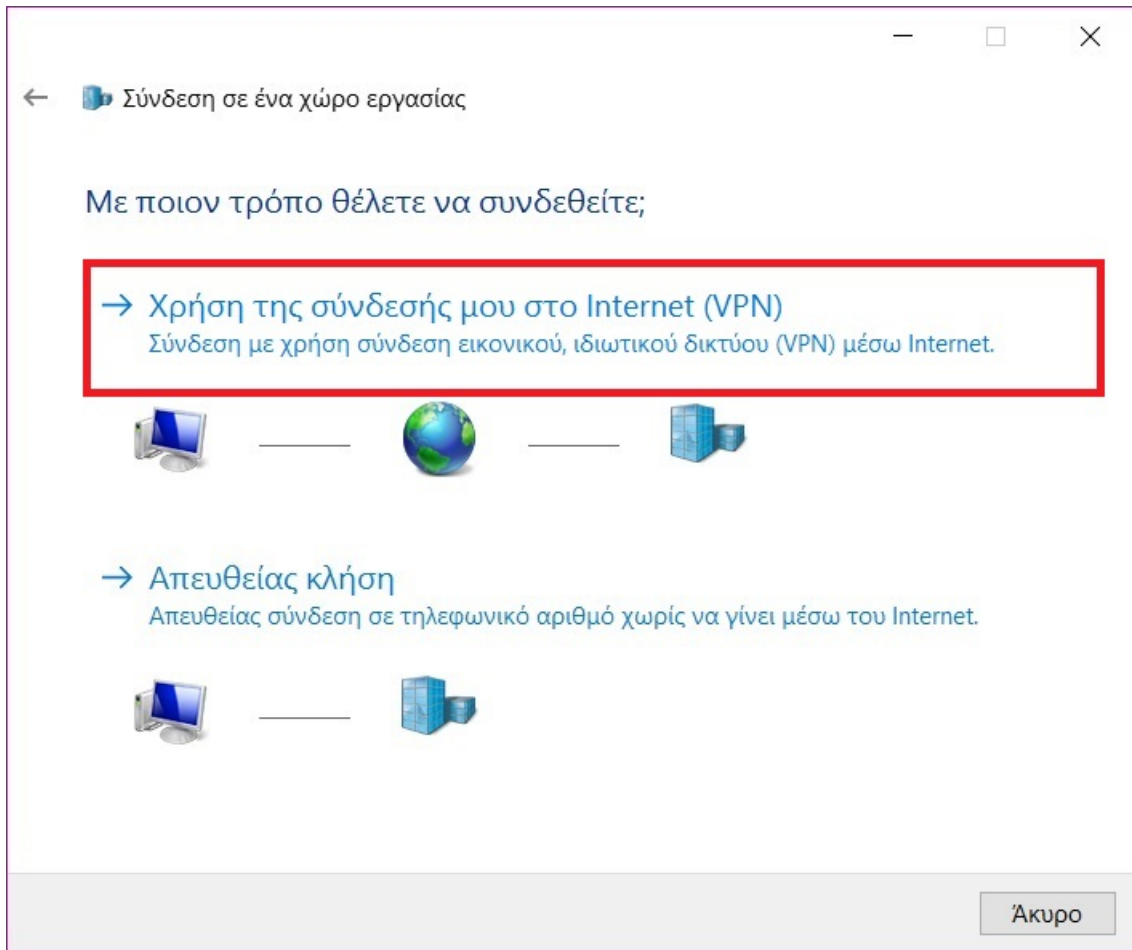 Σύνδεση σε ένα χώρο εργασίας
Με ποιον τρόπο θέλετε να συνδεθείτε;
Χρήση της σύνδεσής μου στο Internet (VPN)
Σύνδεση με χρήση σύνδεση εικονικού, ιδιωτικού δικτύου (VPN) μέσω Internet.
Απευθείας κλήση
Απευθείας σύνδεση σε τηλεφωνικό αριθμό χωρίς να γίνει μέσω του Internet.
Άκυρο